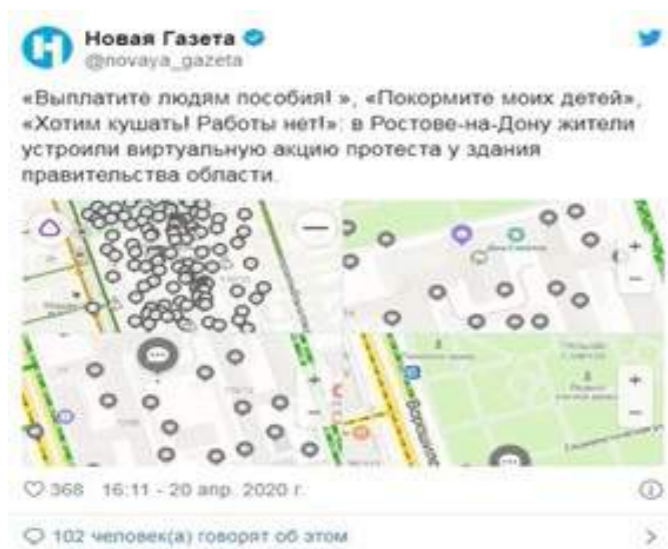 Новая Газета
@novaya_gazeta
«Выплатите людям пособия! », «Покормите моих детей»,
«Хотим кушать! Работы нет!»: в Ростове-на-Дону жители
устроили виртуальную акцию протеста у здания
правительства области.
368 16:11 - 20 апр. 2020 г.
102 человек(а) говорят об этом